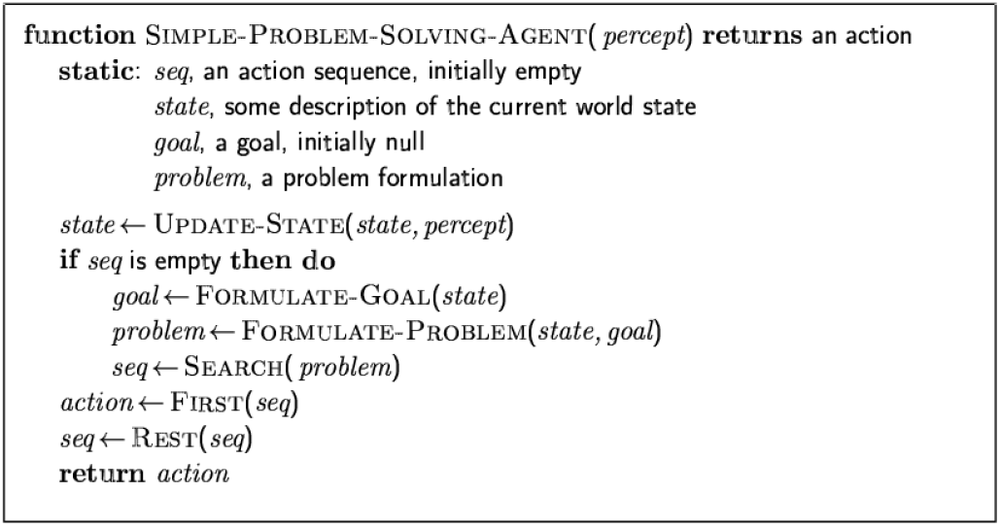 function SIMPLE-PROBLEM-SOLVING-AGENT( percept) returns an action
static: seq, an action sequence, initially empty
state, some description of the current world state
goal, a goal, initially null
problem, a problem formulation
state ← UPDATE-STATE(state, percept)
if seq is empty then do
goal ← FORMULATE-GOAL(state)
problem ← FORMULATE-PROBLEM(state, goal)
seq ← SEARCH( problem)
action ← FIRST(seq)
seq ← REST(seq)
return action